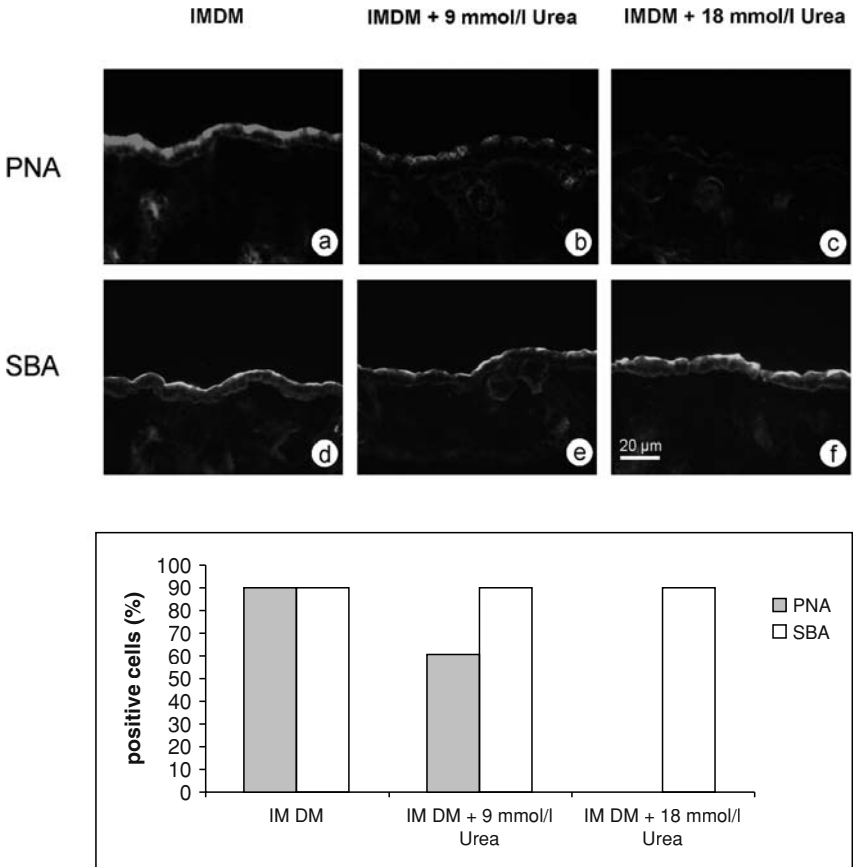 IMDM IMDM + 9 mmol/l Urea IMDM + 18 mmol/l Urea
PNA
a b c
SBA
d e 20 µm f
100
90
80
70
60
50
40
30
20
10
0
positive cells (%)
PNA
SBA
IM DM IM DM + 9 mmol/l IM DM + 18 mmol/l
Urea Urea